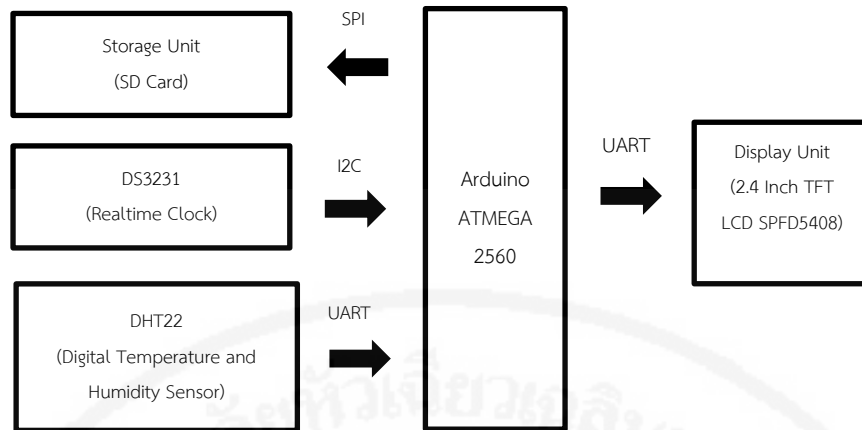 Storage Unit
(SD Card)
SPI
DS3231
(Realtime Clock)
I2C
DHT22
(Digital Temperature and
Humidity Sensor)
UART
Arduino
ATMEGA
2560
UART
Display Unit
(2.4 Inch TFT
LCD SPFD5408)